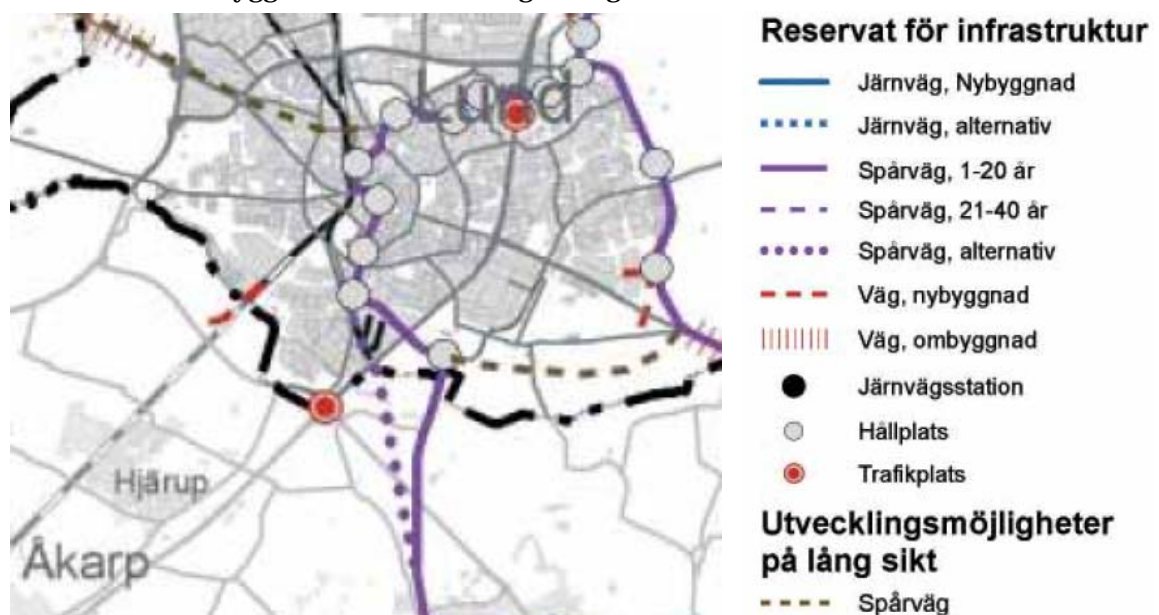 Lund
Hjärup
Åkarp
Reservat för infrastruktur
Järnväg, Nybyggnad
Järnväg, alternativ
Spårväg, 1-20 år
Spårväg, 21-40 år
Spårväg, alternativ
Väg, nybyggnad
Väg, ombyggnad
Järnvägsstation
Hållplats
Trafikplats
Utvecklingsmöjligheter
på lång sikt
Spårväg